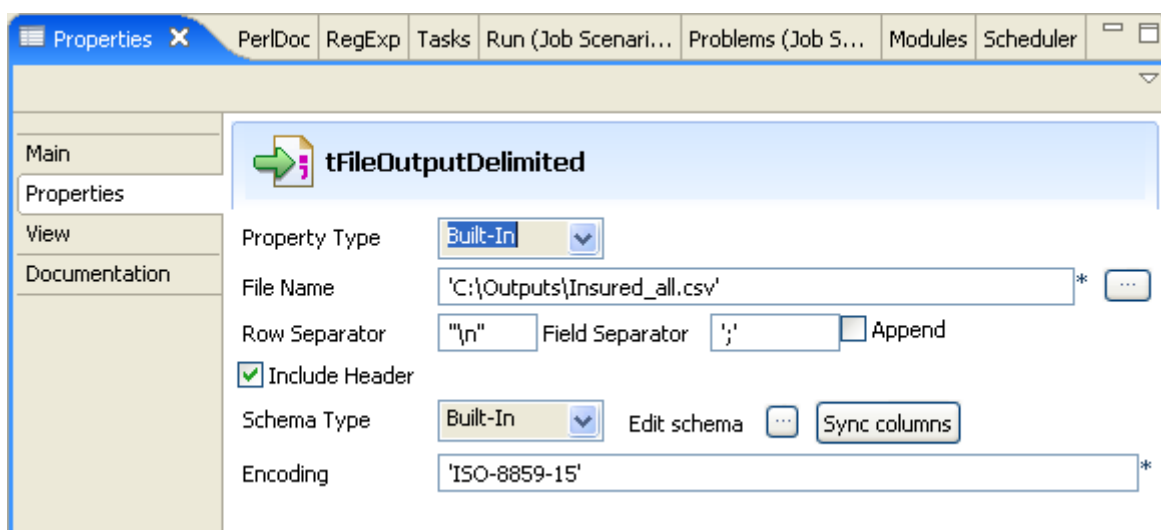 Properties PerlDoc RegExp Tasks Run (Job Scenari... Problems (Job S... Modules Scheduler
Main
Properties
View
Documentation
tFileOutputDelimited
Property Type Built-In
File Name 'C:\Outputs\Insured_all.csv' * ...
Row Separator "\n" Field Separator ';' Append
Include Header
Schema Type Built-In Edit schema ... Sync columns
Encoding 'ISO-8859-15' *